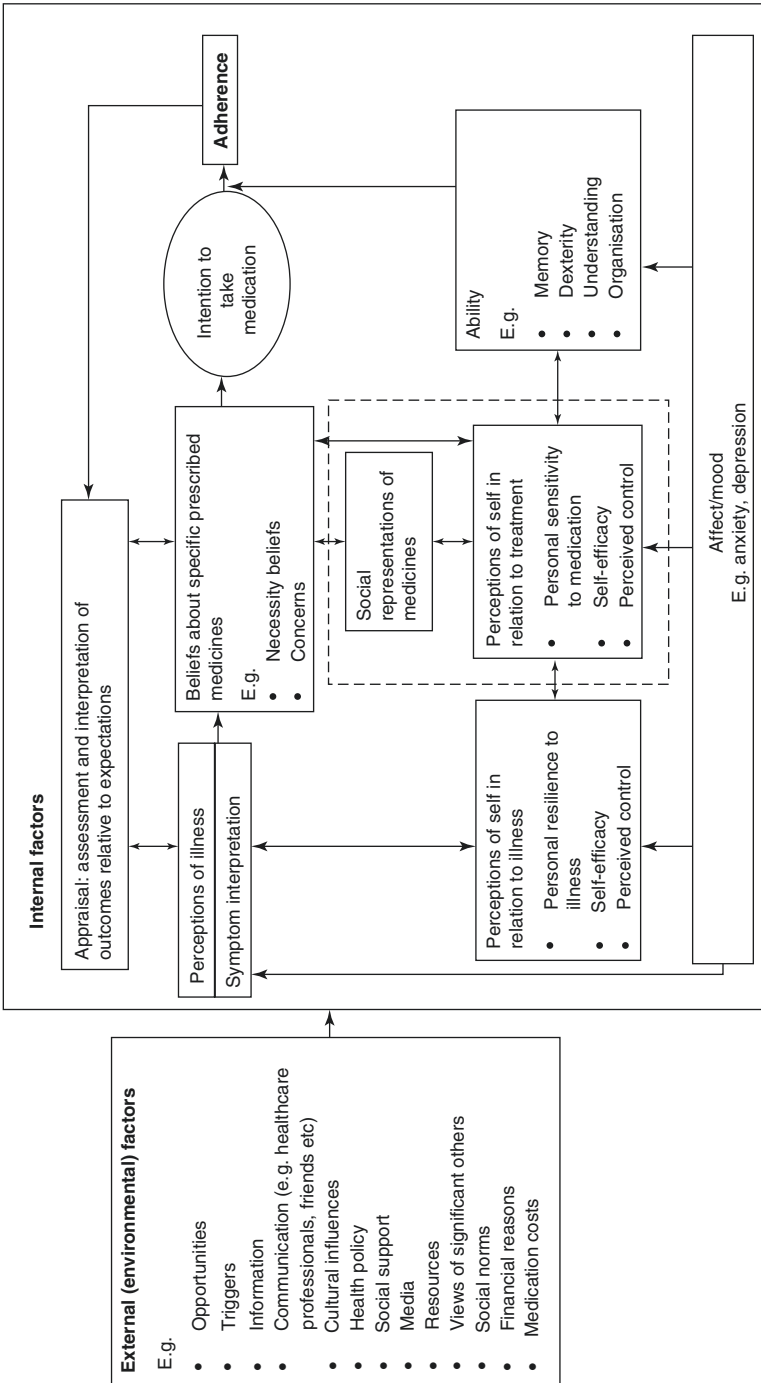 External (environmental) factors
E.g.
• Opportunities
• Triggers
• Information
• Communication (e.g. healthcare
professionals, friends etc)
• Cultural influences
• Health policy
• Social support
• Media
• Resources
• Views of significant others
• Social norms
• Financial reasons
• Medication costs
Internal factors
Appraisal: assessment and interpretation of
outcomes relative to expectations
Perceptions of illness
Symptom interpretation
Beliefs about specific prescribed
medicines
E.g.
• Necessity beliefs
• Concerns
Intention to
take
medication
Adherence
Social
representations of
medicines
Perceptions of self in
relation to illness
• Personal resilience to
illness
• Self-efficacy
• Perceived control
Perceptions of self in
relation to treatment
• Personal sensitivity
to medication
• Self-efficacy
• Perceived control
Ability
E.g.
• Memory
• Dexterity
• Understanding
• Organisation
Affect/mood
E.g. anxiety, depression